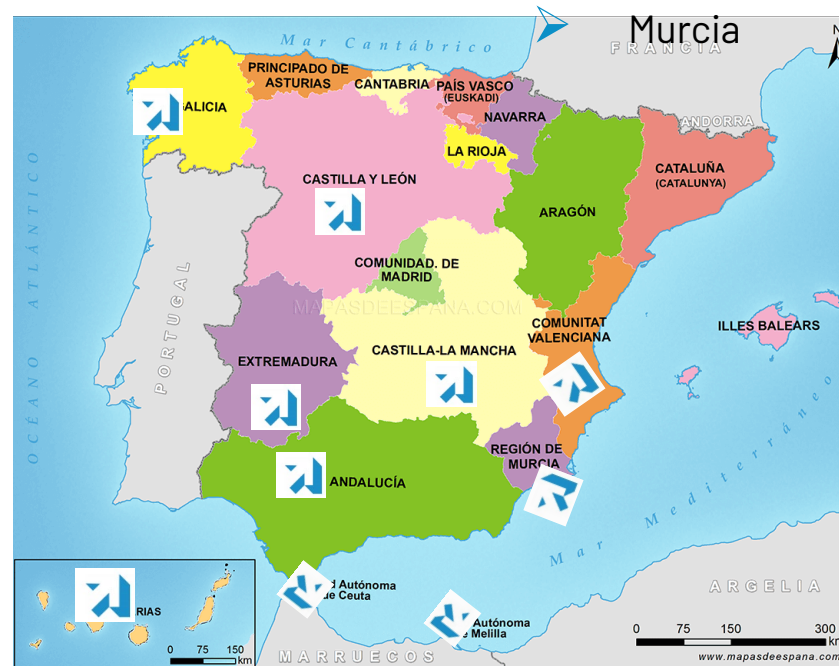 Murcia
N
FRANCIA
Mar Cantábrico
PRINCIPADO DE
ASTURIAS
CANTABRIA
PAÍS VASCO
(EUSKADI)
GALICIA
NAVARRA
ANDORRA
LA RIOJA
CATALUÑA
(CATALUNYA)
CASTILLA Y LEÓN
ARAGÓN
OCÉANO ATLÁNTICO
COMUNIDAD. DE
MADRID
MAPASDEESPANA.COM
PORTUGAL
COMUNITAT
VALENCIANA
ILLES BALEARS
CASTILLA-LA MANCHA
EXTREMADURA
REGIÓN DE
MURCIA
ANDALUCÍA
Mar Mediterráneo
d Autónoma
de Ceuta
Autónoma
e Melilla
RIAS
ARGELIA
MARRUECOS
0 75 150
km
0 75 150 300
km
www.mapasdeespana.com